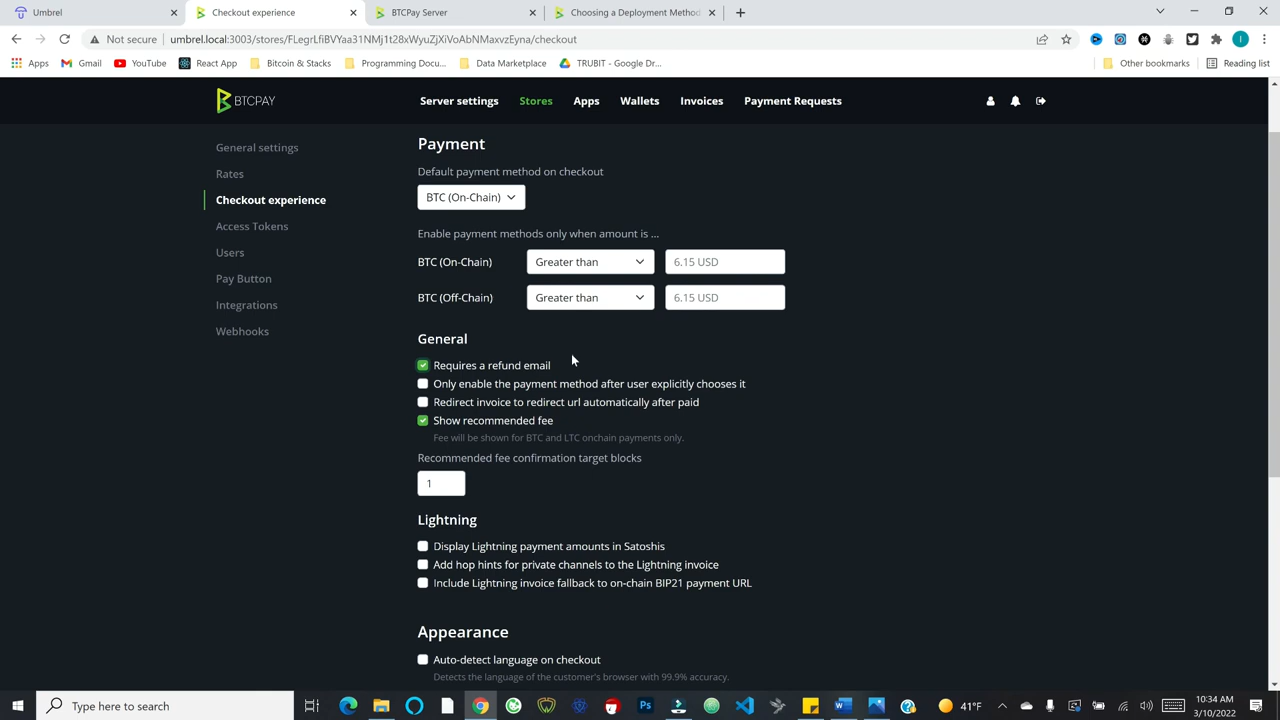 Umbrel
Checkout experience
BTCPay Server
Choosing a Deployment Method
Not secure
umbrel.local:3003/stores/FLegrLfiBVYaa31NMj1t28xWyuZjXiVoAbNMaxvzEyna/checkout
Apps
Gmail
YouTube
React App
Bitcoin & Stacks
Programming Docu...
Data Marketplace
TRUBIT - Google Dr...
Other bookmarks
Reading list
BTCPAY
Server settings
Stores
Apps
Wallets
Invoices
Payment Requests
General settings
Rates
Checkout experience
Access Tokens
Users
Pay Button
Integrations
Webhooks
Payment
Default payment method on checkout
BTC (On-Chain)
Enable payment methods only when amount is ...
BTC (On-Chain) Greater than 6.15 USD
BTC (Off-Chain) Greater than 6.15 USD
General
Requires a refund email
Only enable the payment method after user explicitly chooses it
Redirect invoice to redirect url automatically after paid
Show recommended fee
Fee will be shown for BTC and LTC onchain payments only.
Recommended fee confirmation target blocks
1
Lightning
Display Lightning payment amounts in Satoshis
Add hop hints for private channels to the Lightning invoice
Include Lightning invoice fallback to on-chain BIP21 payment URL
Appearance
Auto-detect language on checkout
Detects the language of the customer's browser with 99.9% accuracy.
Type here to search
41°F
10:34 AM
3/10/2022